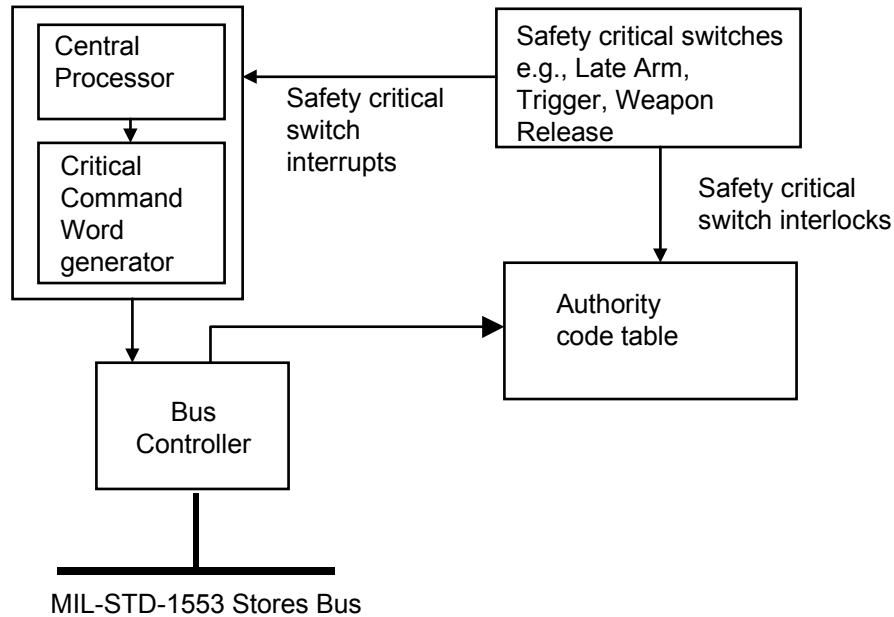 Central
Processor
Critical
Command
Word
generator
Safety critical
switch
interrupts
Safety critical switches
e.g., Late Arm,
Trigger, Weapon
Release
Safety critical
switch interlocks
Authority
code table
Bus
Controller
MIL-STD-1553 Stores Bus